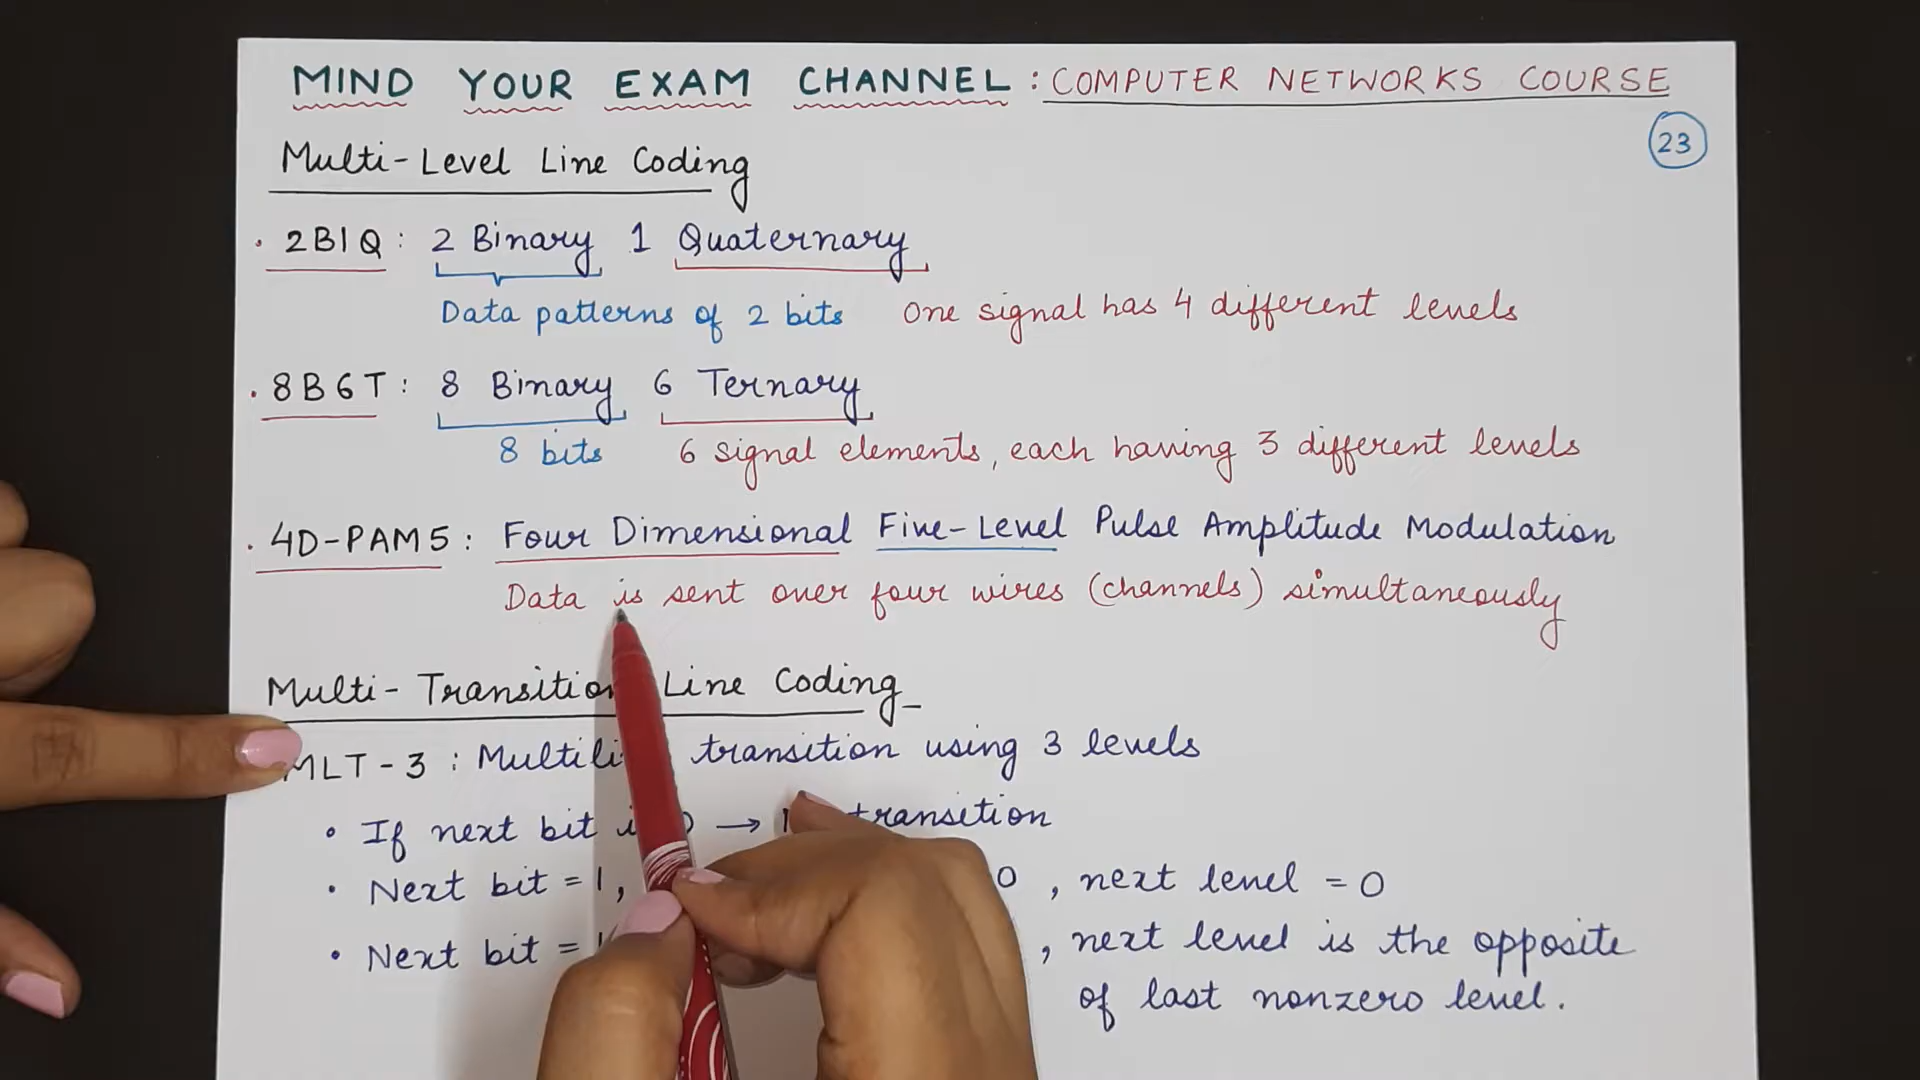 MIND YOUR EXAM CHANNEL : COMPUTER NETWORKS COURSE
23
Multi-Level Line Coding
. 2B1Q : 2 Binary 1 Quaternary
Data patterns of 2 bits One signal has 4 different levels
. 8B6T : 8 Binary 6 Ternary
8 bits 6 signal elements, each having 3 different levels
. 4D-PAM5 : Four Dimensional Five-Level Pulse Amplitude Modulation
Data is sent over four wires (channels) simultaneously
Multi-Transition Line Coding
MLT-3 : transition using 3 levels
• If next bit → transition
• Next bit = 1, 0 , next level = 0
• Next bit = 1 , next level is the opposite
of last nonzero level.